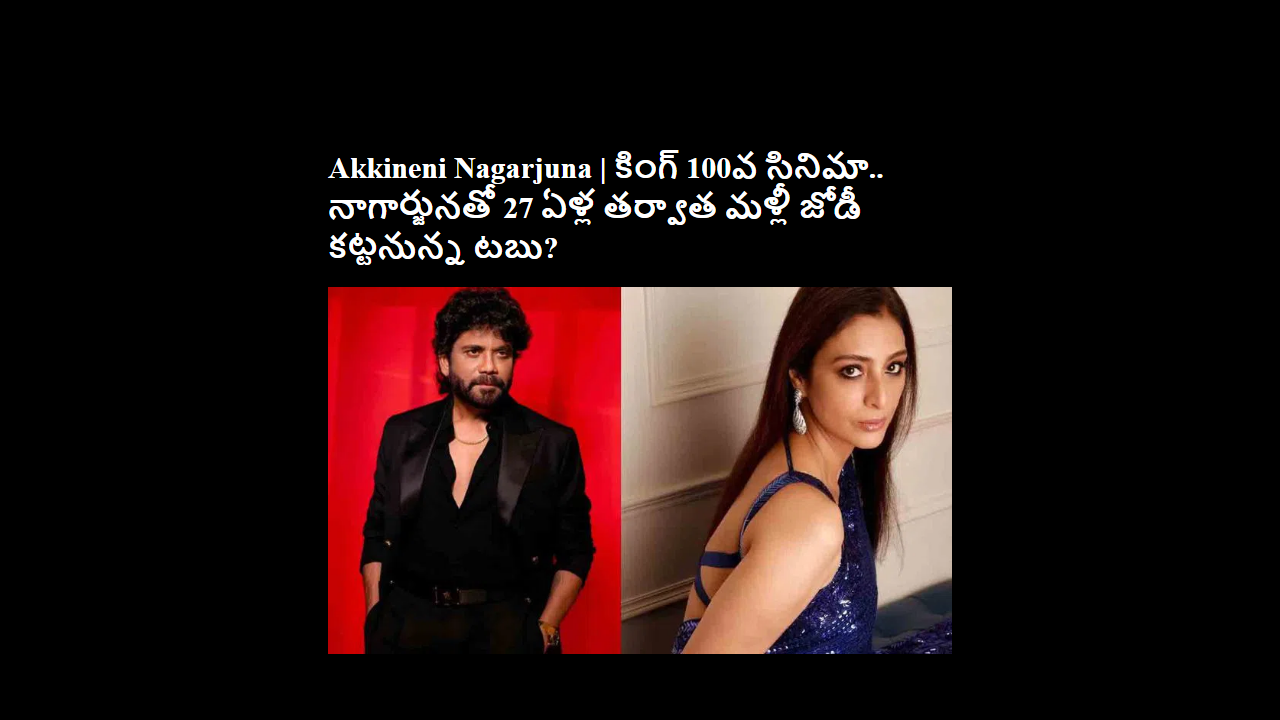 Akkineni Nagarjuna | కింగ్ 100వ సినిమా..
నాగార్జునతో 27 ఏళ్ల తర్వాత మళ్లీ జోడీ
కట్టనున్న టబు?